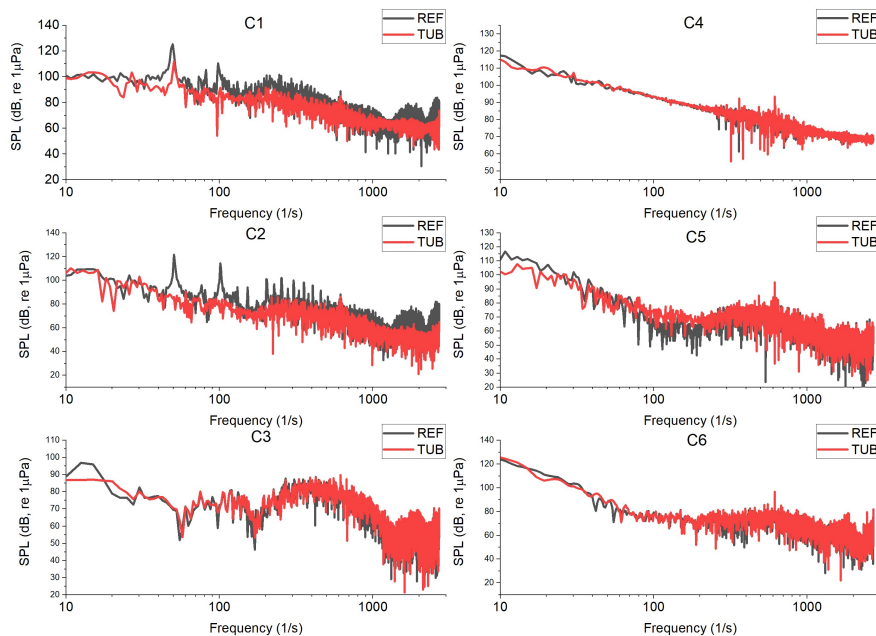 C1
REF
TUB
SPL (dB, re 1μPa)
140
120
100
80
60
40
20
10
100
1000
Frequency (1/s)
C4
REF
TUB
SPL (dB, re 1μPa)
130
120
110
100
90
80
70
60
50
10
100
1000
Frequency (1/s)
C2
REF
TUB
SPL (dB, re 1μPa)
140
120
100
80
60
40
20
10
100
1000
Frequency (1/s)
C5
REF
TUB
SPL (dB, re 1μPa)
130
120
110
100
90
80
70
60
50
40
30
20
10
100
1000
Frequency (1/s)
C3
REF
TUB
SPL (dB, re 1μPa)
110
100
90
80
70
60
50
40
30
20
10
100
1000
Frequency (1/s)
C6
REF
TUB
SPL (dB, re 1μPa)
140
120
100
80
60
40
20
10
100
1000
Frequency (1/s)